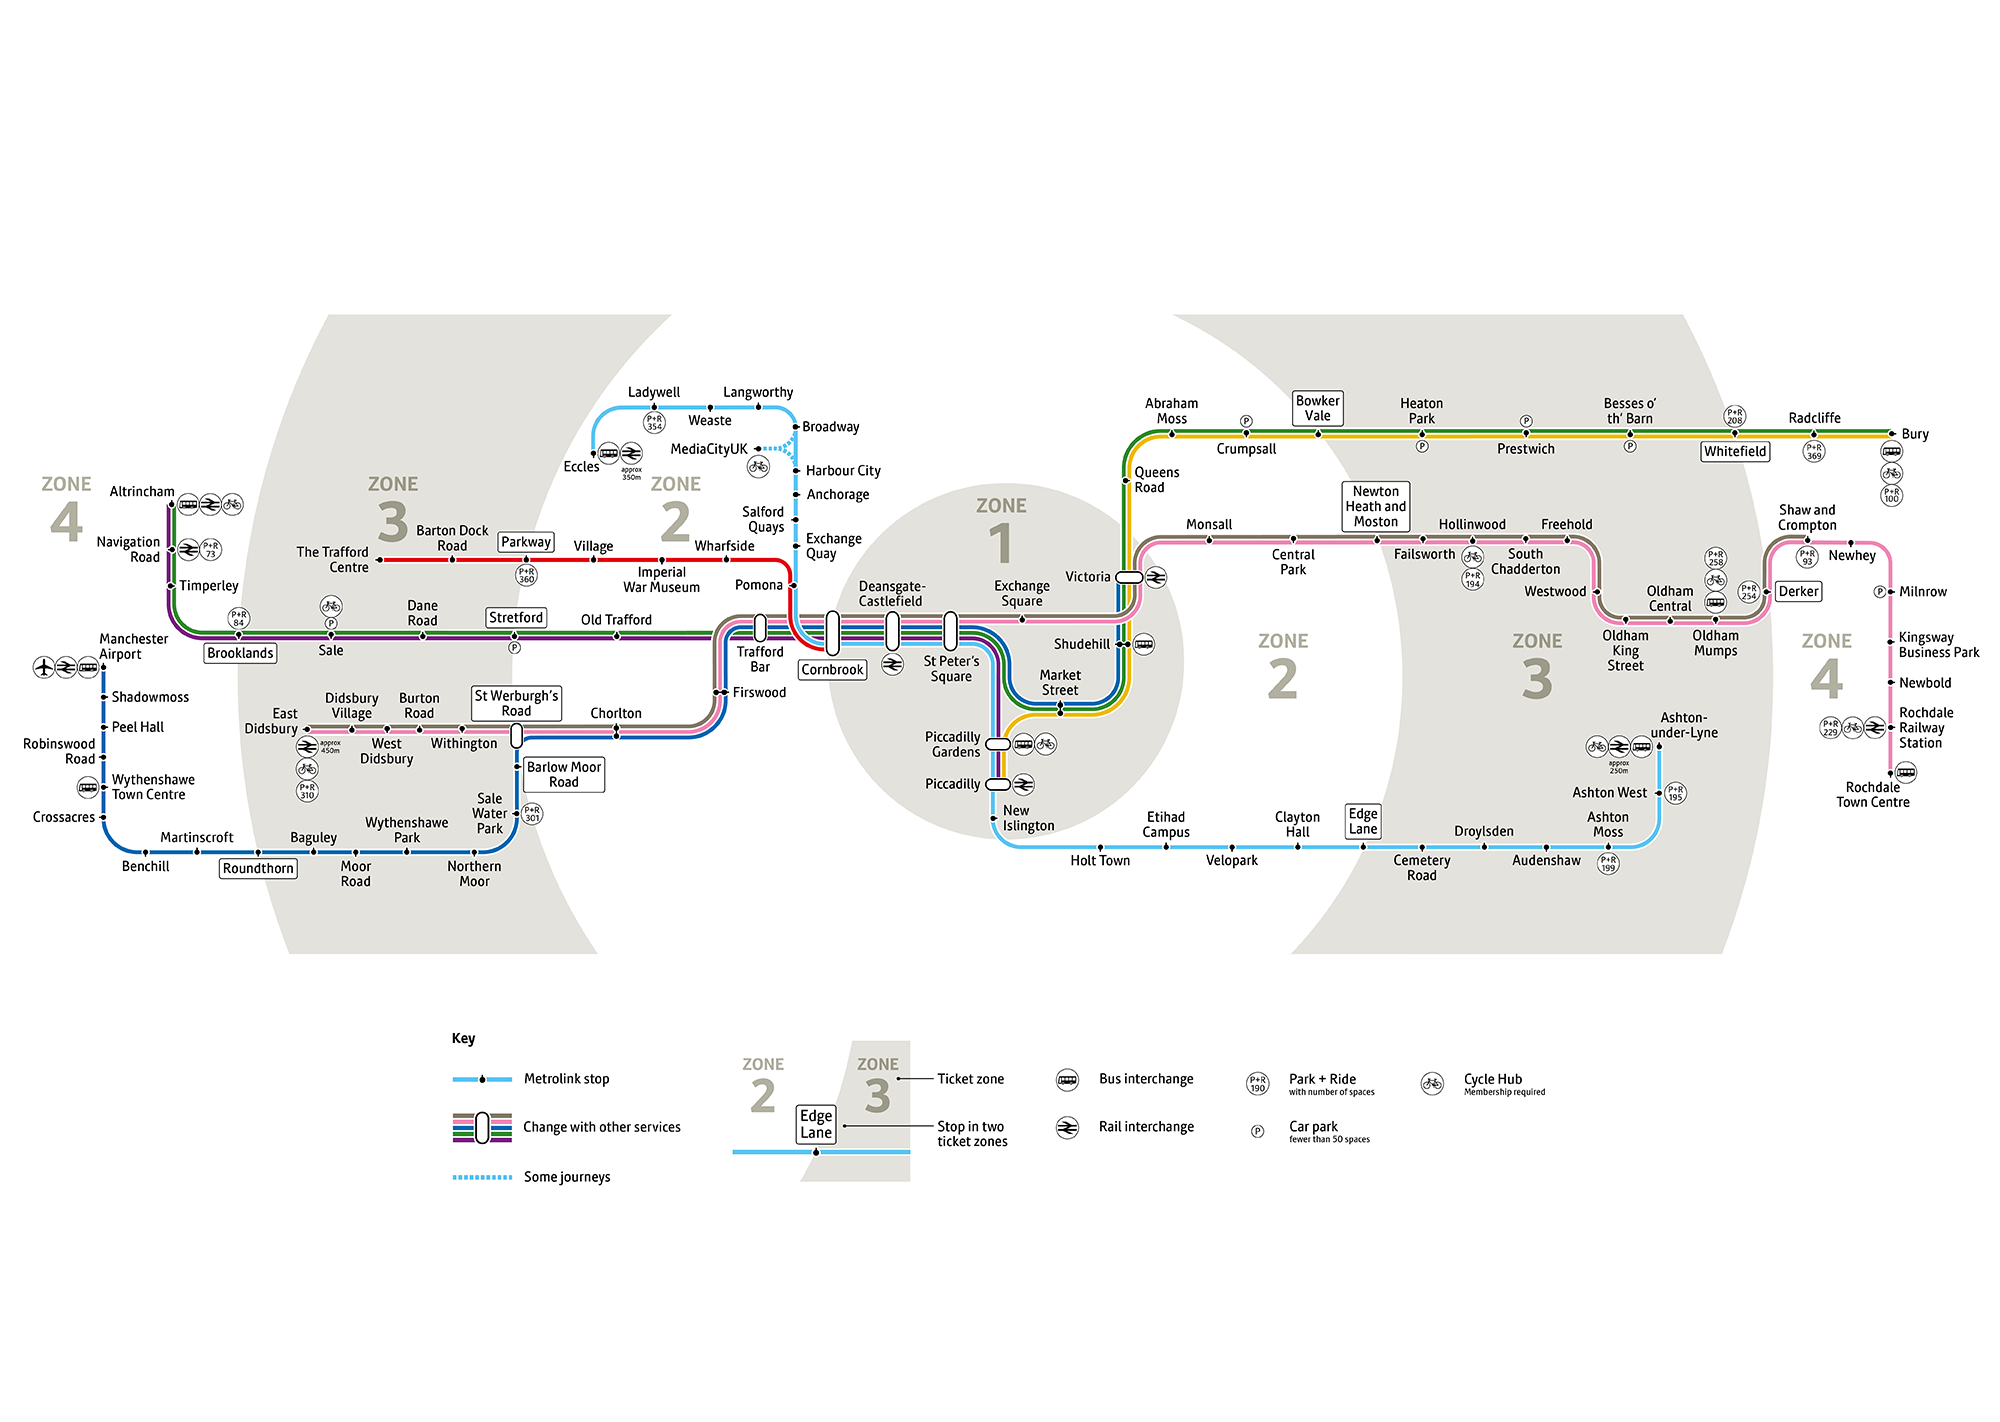 Ladywell
Langworthy
P+R
354
Weaste
Broadway
MediaCityUK
Eccles
approx
350m
Harbour City
Anchorage
Salford
Quays
Exchange
Quay
ZONE
4
ZONE
3
ZONE
2
ZONE
1
Altrincham
Navigation
Road
P+R
73
Timperley
P+R
84
Brooklands
Sale
P
Dane
Road
Stretford
P
Old Trafford
The Trafford
Centre
Barton Dock
Road
Parkway
P+R
360
Village
Imperial
War Museum
Wharfside
Pomona
Trafford
Bar
Cornbrook
Deansgate-
Castlefield
St Peter's
Square
Exchange
Square
Victoria
Shudehill
Market
Street
Piccadilly
Gardens
Piccadilly
New
Islington
Manchester
Airport
Shadowmoss
Peel Hall
Robinswood
Road
Wythenshawe
Town Centre
Crossacres
Benchill
Martinscroft
Roundthorn
Baguley
Moor
Road
Wythenshawe
Park
Northern
Moor
Sale
Water
Park
P+R
301
Barlow Moor
Road
St Werburgh's
Road
East
Didsbury
approx
450m
P+R
310
Didsbury
Village
West
Didsbury
Burton
Road
Withington
Chorlton
Firswood
Abraham
Moss
P
Crumpsall
Bowker
Vale
Heaton
Park
P
P
Prestwich
Besses o'
th' Barn
P
P+R
208
Whitefield
Radcliffe
P+R
369
Bury
P+R
100
Queens
Road
Monsall
Central
Park
Newton
Heath and
Moston
Failsworth
Hollinwood
P+R
194
South
Chadderton
Freehold
Westwood
Oldham
King
Street
Oldham
Central
P+R
258
Oldham
Mumps
P+R
254
Derker
Shaw and
Crompton
P+R
93
Newhey
P
Milnrow
Kingsway
Business Park
Newbold
P+R
229
Rochdale
Railway
Station
Rochdale
Town Centre
ZONE
2
ZONE
3
ZONE
4
Holt Town
Etihad
Campus
Velopark
Clayton
Hall
Edge
Lane
Cemetery
Road
Droylsden
Audenshaw
Ashton
Moss
P+R
199
Ashton West
P+R
195
Ashton-
under-Lyne
approx
250m
Key
Metrolink stop
Change with other services
Some journeys
ZONE
2
ZONE
3
Edge
Lane
Ticket zone
Stop in two
ticket zones
Bus interchange
Rail interchange
P+R
190
Park + Ride
with number of spaces
P
Car park
fewer than 50 spaces
Cycle Hub
Membership required